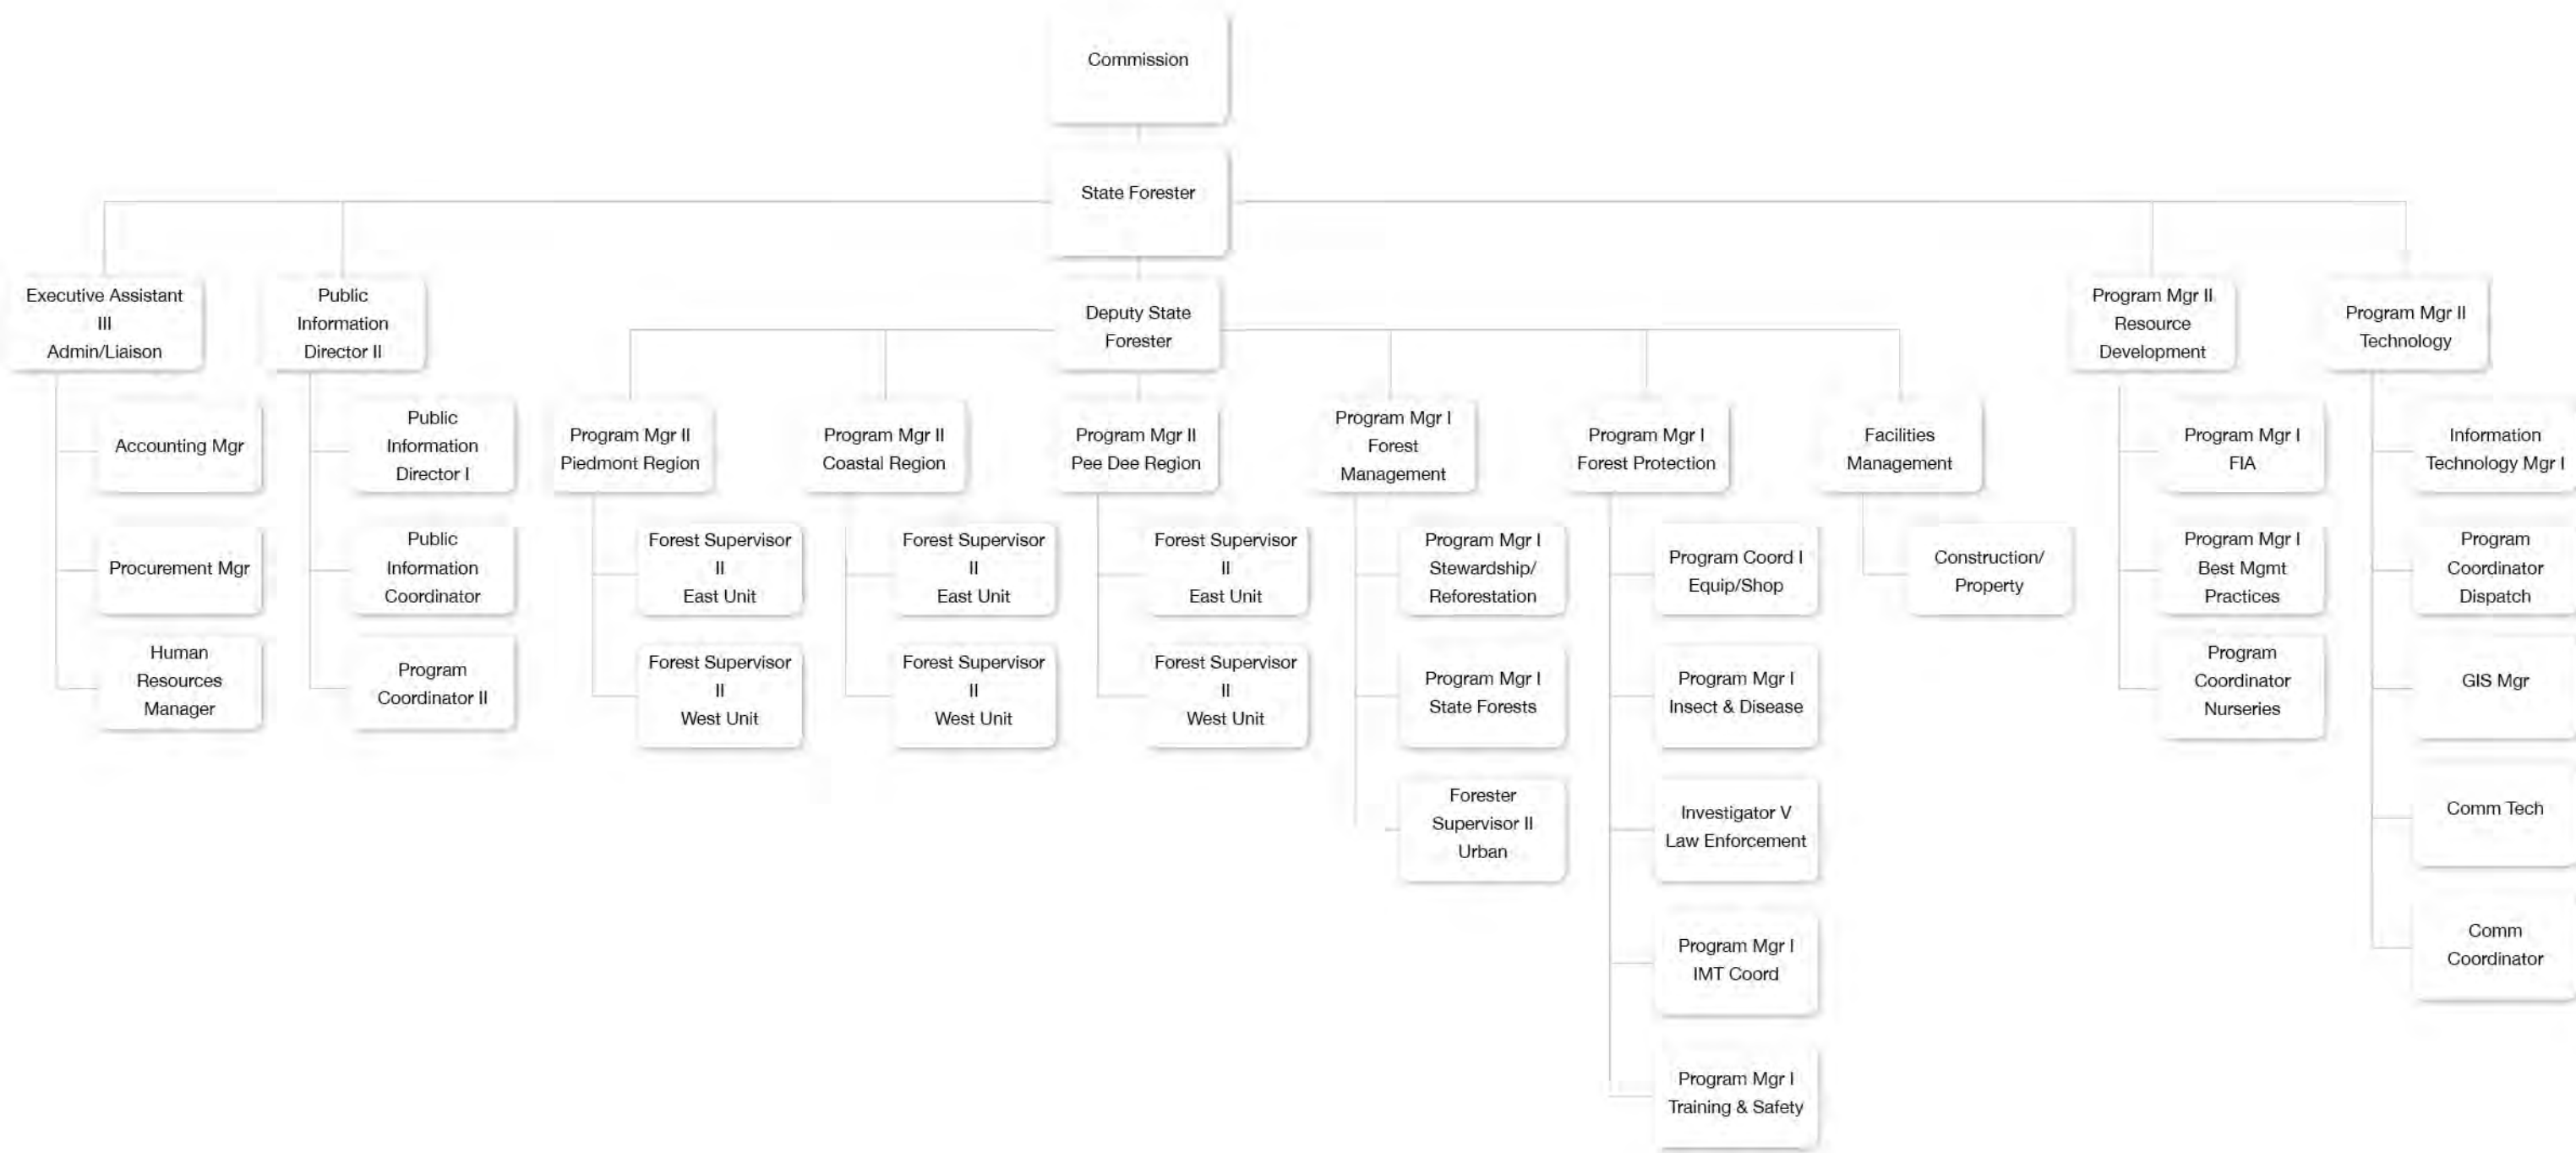 Commission
State Forester
Executive Assistant
III
Admin/Liaison
Public
Information
Director II
Deputy State
Forester
Program Mgr II
Resource
Development
Program Mgr II
Technology
Accounting Mgr
Procurement Mgr
Human
Resources
Manager
Public
Information
Director I
Public
Information
Coordinator
Program
Coordinator II
Program Mgr II
Piedmont Region
Forest Supervisor
II
East Unit
Forest Supervisor
II
West Unit
Program Mgr II
Coastal Region
Forest Supervisor
II
East Unit
Forest Supervisor
II
West Unit
Program Mgr II
Pee Dee Region
Forest Supervisor
II
East Unit
Forest Supervisor
II
West Unit
Program Mgr I
Forest
Management
Program Mgr I
Stewardship/
Reforestation
Program Mgr I
State Forests
Forester
Supervisor II
Urban
Program Mgr I
Forest Protection
Program Coord I
Equip/Shop
Program Mgr I
Insect & Disease
Investigator V
Law Enforcement
Program Mgr I
IMT Coord
Program Mgr I
Training & Safety
Facilities
Management
Construction/
Property
Program Mgr I
FIA
Program Mgr I
Best Mgmt
Practices
Program
Coordinator
Nurseries
Information
Technology Mgr I
Program
Coordinator
Dispatch
GIS Mgr
Comm Tech
Comm
Coordinator